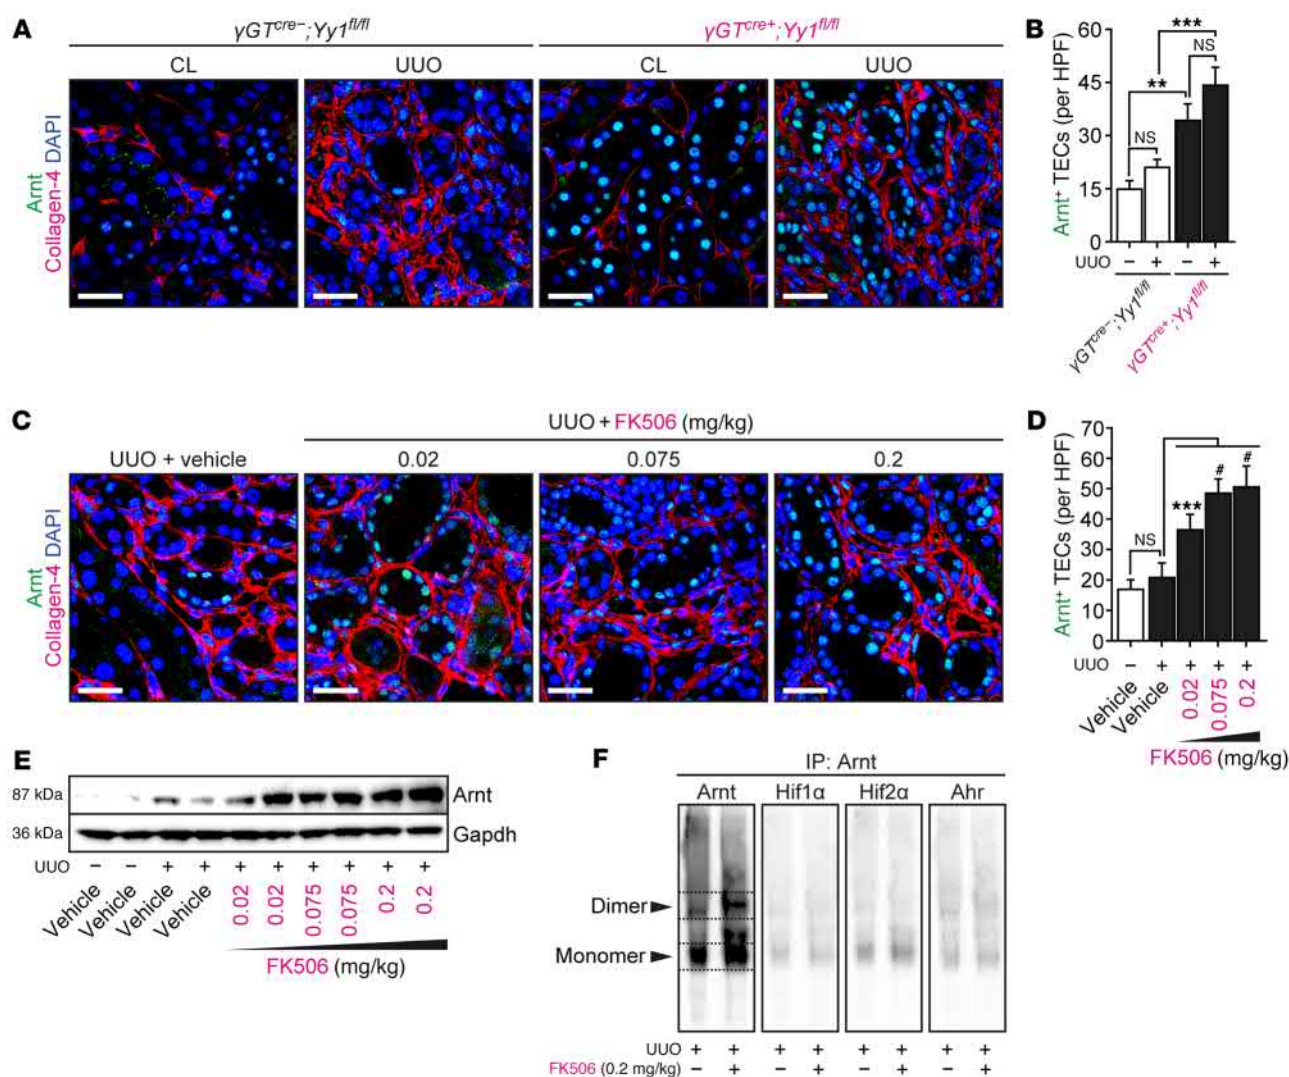 A
γGTcre−;Yy1fl/fl
γGTcre+;Yy1fl/fl
CL
UUO
CL
UUO
Arnt
Collagen-4 DAPI
B
Arnt+ TECs (per HPF)
60
45
30
15
0
***
NS
**
NS
UUO − + − +
γGTcre−;Yy1fl/fl
γGTcre+;Yy1fl/fl
C
UUO + FK506 (mg/kg)
UUO + vehicle
0.02
0.075
0.2
Arnt
Collagen-4 DAPI
D
Arnt+ TECs (per HPF)
70
60
50
40
30
20
10
0
NS
***
#
#
UUO − + + + +
Vehicle
Vehicle
0.02
0.075
0.2
FK506 (mg/kg)
E
87 kDa
Arnt
36 kDa
Gapdh
UUO − − + + + + + + + +
Vehicle
Vehicle
Vehicle
Vehicle
0.02
0.02
0.075
0.075
0.2
0.2
FK506 (mg/kg)
F
IP: Arnt
Arnt
Hif1α
Hif2α
Ahr
Dimer
Monomer
UUO + + + + + + + +
FK506 (0.2 mg/kg) − + − + − + − +